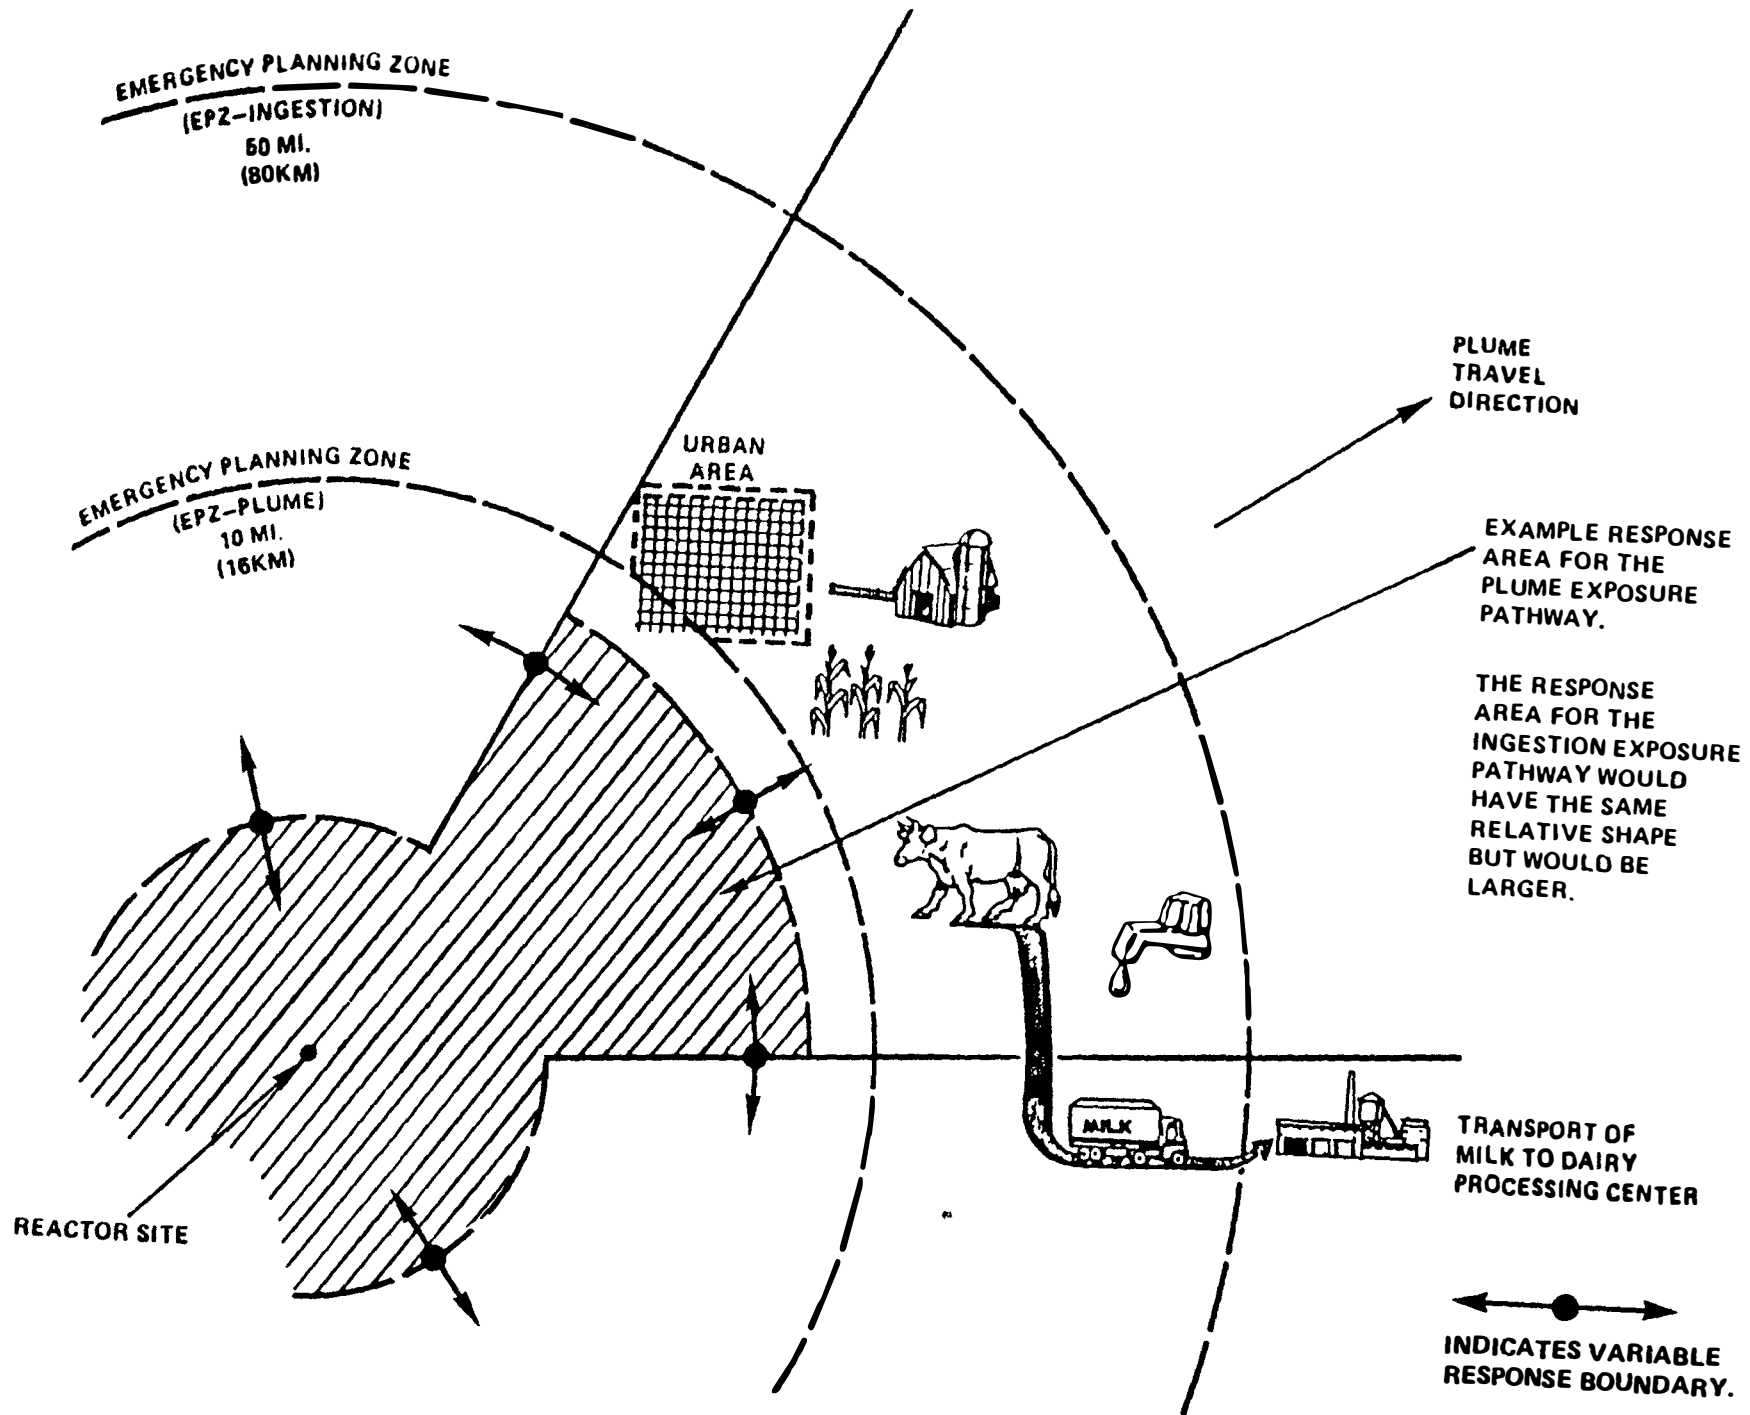 EMERGENCY PLANNING ZONE
(EPZ–INGESTION)
50 MI.
(80KM)
PLUME
TRAVEL
DIRECTION
URBAN
AREA
EMERGENCY PLANNING ZONE
(EPZ–PLUME)
10 MI.
(16KM)
EXAMPLE RESPONSE
AREA FOR THE
PLUME EXPOSURE
PATHWAY.
THE RESPONSE
AREA FOR THE
INGESTION EXPOSURE
PATHWAY WOULD
HAVE THE SAME
RELATIVE SHAPE
BUT WOULD BE
LARGER.
MILK
TRANSPORT OF
MILK TO DAIRY
PROCESSING CENTER
REACTOR SITE
INDICATES VARIABLE
RESPONSE BOUNDARY.